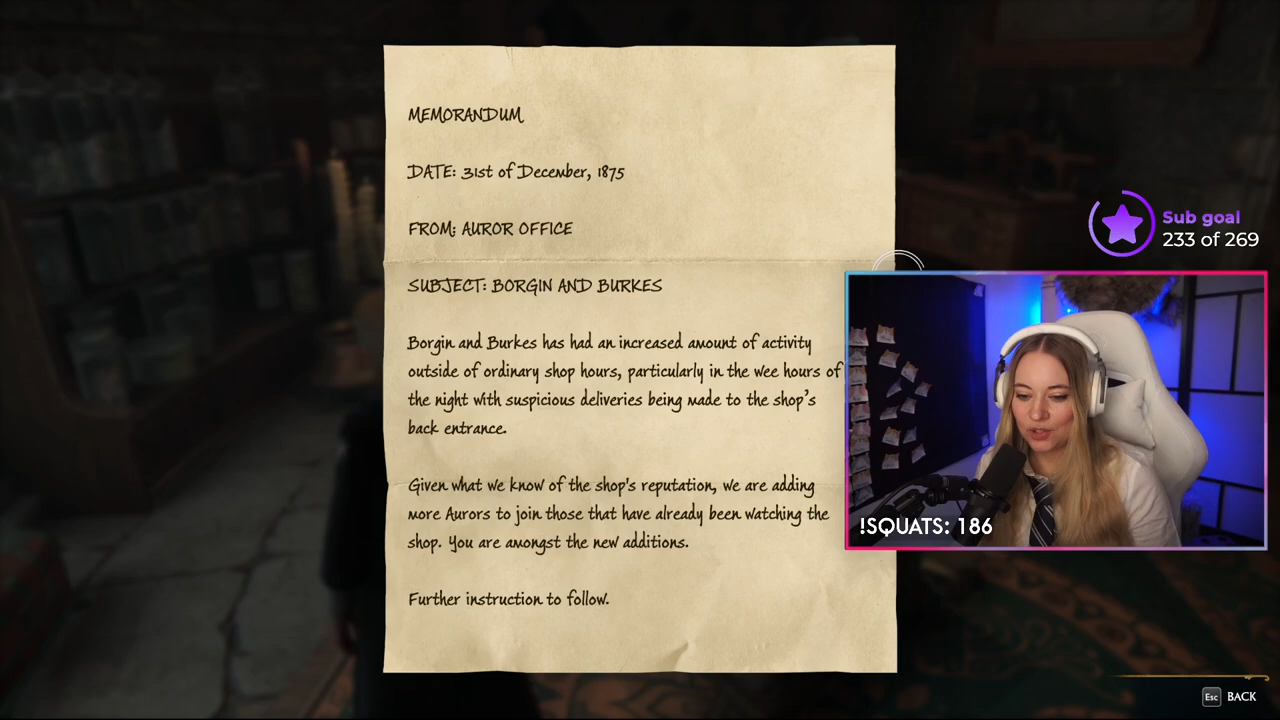 MEMORANDUM
DATE: 31st of December, 1875
FROM: AUROR OFFICE
SUBJECT: BORGIN AND BURKES
Borgin and Burkes has had an increased amount of activity
outside of ordinary shop hours, particularly in the wee hours of
the night with suspicious deliveries being made to the shop's
back entrance.
Given what we know of the shop's reputation, we are adding
more Aurors to join those that have already been watching the
shop. You are amongst the new additions.
Further instruction to follow.
Sub goal
233 of 269
!SQUATS: 186
Esc BACK